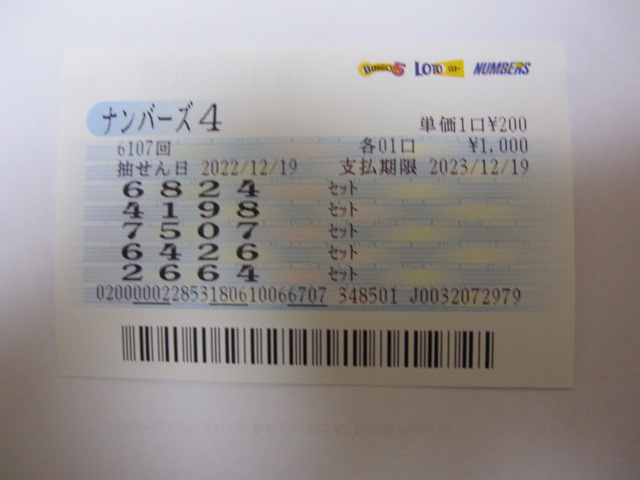 BINGO5 LOTO NUMBERS
ナンバーズ4 単価1口¥200
6107回 各01口 ¥1,000
抽せん日 2022/12/19 支払期限 2023/12/19
6824 セット
4198 セット
7507 セット
6426 セット
2664 セット
020000022853180610066707 348501 J0032072979